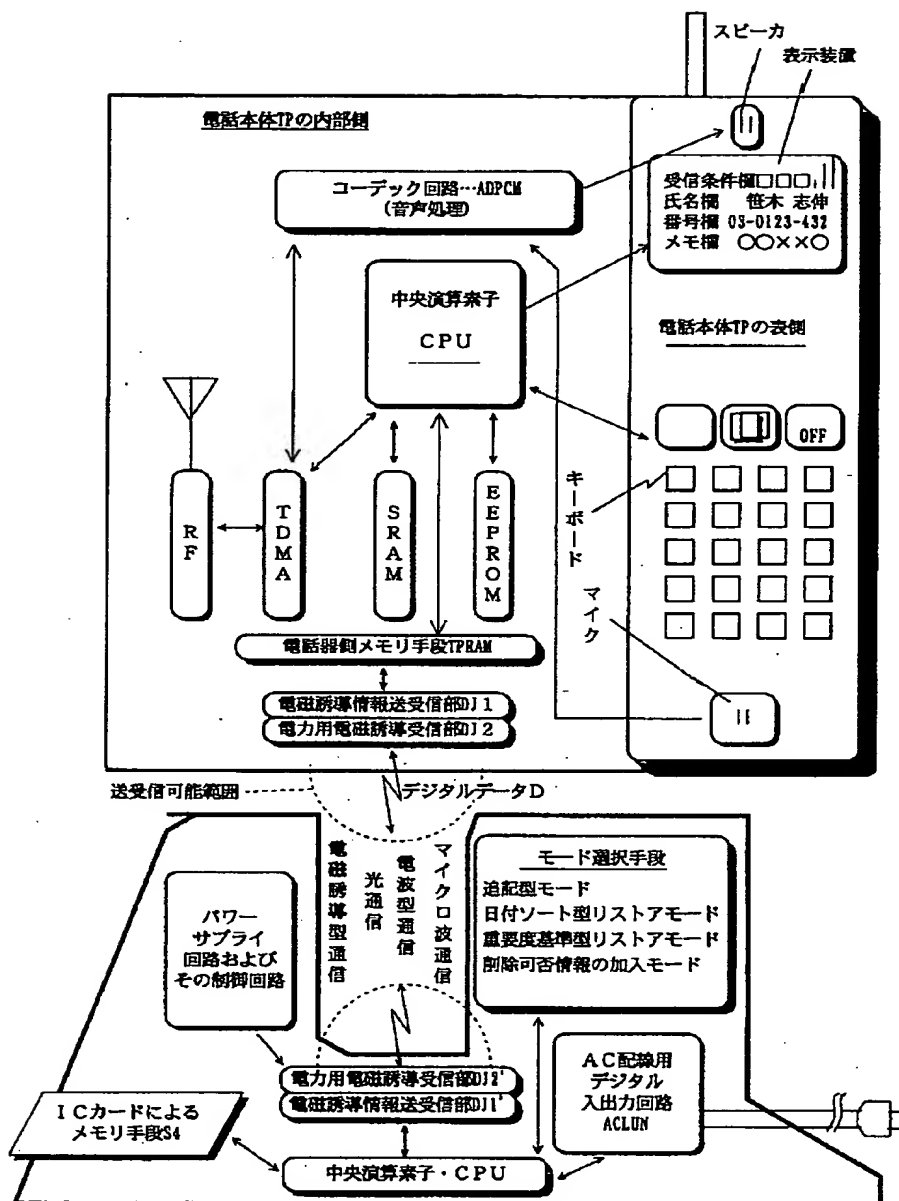 スピーカ
表示装置
電話本体TPの内部側
コーデック回路…ADPCM
(音声処理)
受信条件欄□□□
氏名欄 笹木 志伸
番号欄 03-0123-432
メモ欄 〇〇××〇
中央演算素子
CPU
電話本体TPの表側
OFF
キーボード
マイク
RF
TDMA
SRAM
EEPROM
電話器側メモリ手段TPRAM
電磁誘導情報送受信部DJ1
電力用電磁誘導受信部DJ2
送受信可能範囲
デジタルデータD
電磁誘導型通信
光通信
電波型通信
マイクロ波通信
モード選択手段
追記型モード
日付ソート型リストアモード
重要度基準型リストアモード
削除可否情報の加入モード
パワー
サプライ
回路および
その制御回路
電力用電磁誘導受信部DJ2'
電磁誘導情報送受信部DJ1'
AC配線用
デジタル
入出力回路
ACLUN
ICカードによる
メモリ手段S4
中央演算素子・CPU